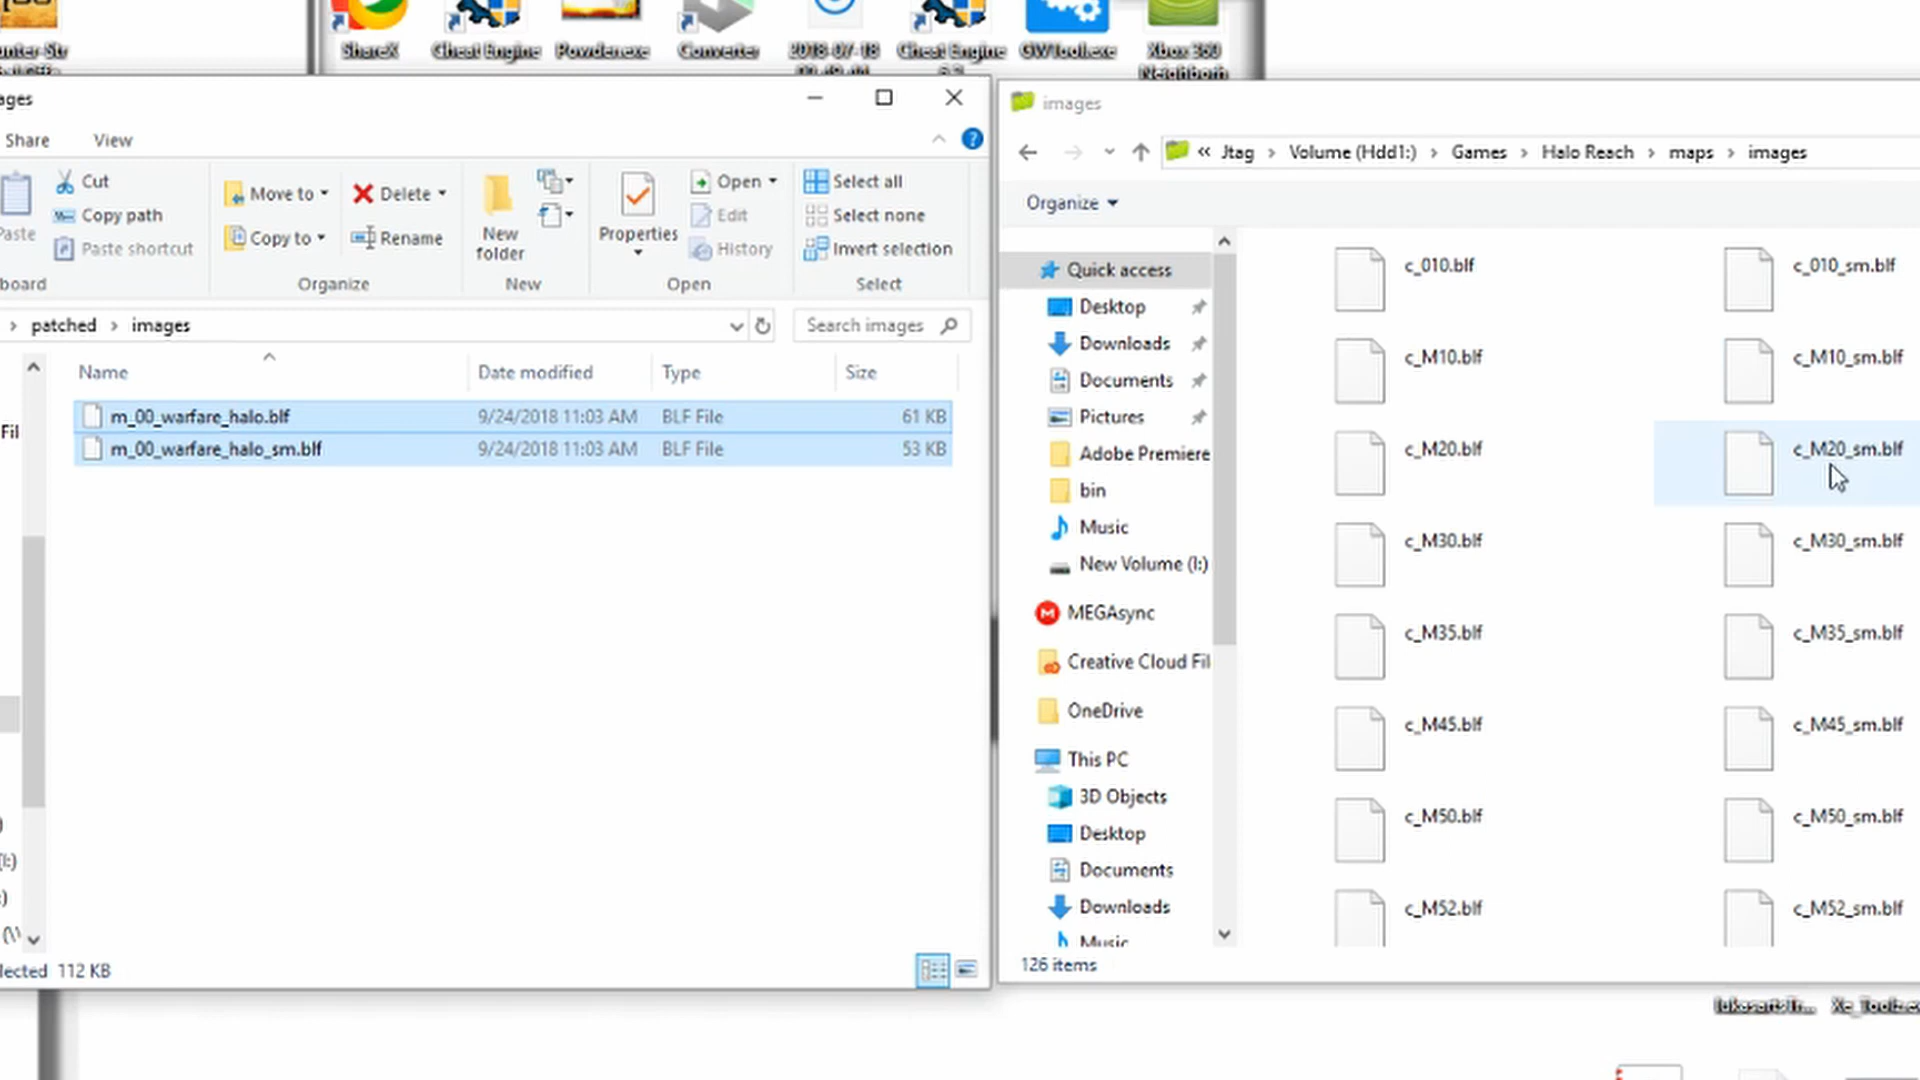 unter-Str
ShareX
Cheat Engine
Powder.exe
Converter
2018-07-18
Cheat Engine
GWTool.exe
Xbox 360
Neighborh
ages
Share
View
Cut
Copy path
Paste
Paste shortcut
board
Move to
Copy to
Delete
Rename
Organize
New
folder
New
Properties
Open
Edit
History
Open
Select all
Select none
Invert selection
Select
patched > images
Search images
Name
Date modified
Type
Size
m_00_warfare_halo.blf
9/24/2018 11:03 AM
BLF File
61 KB
m_00_warfare_halo_sm.blf
9/24/2018 11:03 AM
BLF File
53 KB
Fil
lected 112 KB
images
« Jtag > Volume (Hdd1:) > Games > Halo Reach > maps > images
Organize
Quick access
Desktop
Downloads
Documents
Pictures
Adobe Premiere
bin
Music
New Volume (I:)
MEGAsync
Creative Cloud Fil
OneDrive
This PC
3D Objects
Desktop
Documents
Downloads
Music
c_010.blf
c_010_sm.blf
c_M10.blf
c_M10_sm.blf
c_M20.blf
c_M20_sm.blf
c_M30.blf
c_M30_sm.blf
c_M35.blf
c_M35_sm.blf
c_M45.blf
c_M45_sm.blf
c_M50.blf
c_M50_sm.blf
c_M52.blf
c_M52_sm.blf
126 items